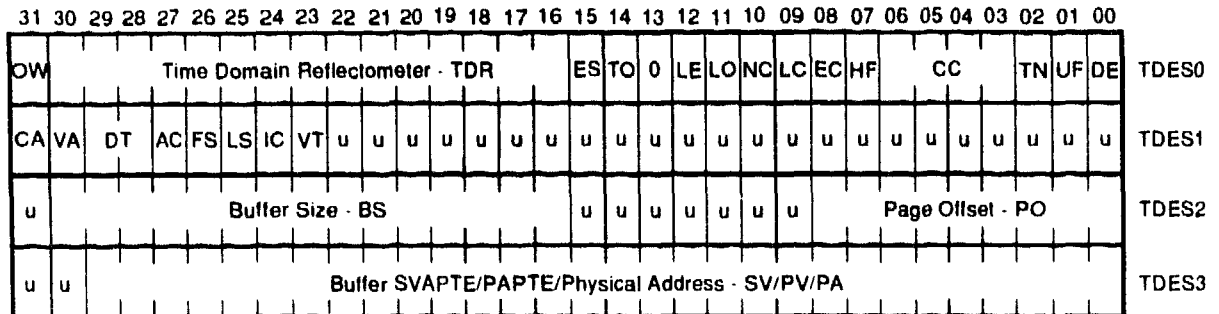 31 30 29 28 27 26 25 24 23 22 21 20 19 18 17 16 15 14 13 12 11 10 09 08 07 06 05 04 03 02 01 00
OW Time Domain Reflectometer - TDR ES TO 0 LE LO NC LC EC HF CC TN UF DE TDES0
CA VA DT AC FS LS IC VT u u u u u u u u u u u u u u u u u u u u u u u TDES1
u Buffer Size - BS u u u u u u u Page Offset - PO TDES2
u u Buffer SVAPTE/PAPTE/Physical Address - SV/PV/PA TDES3